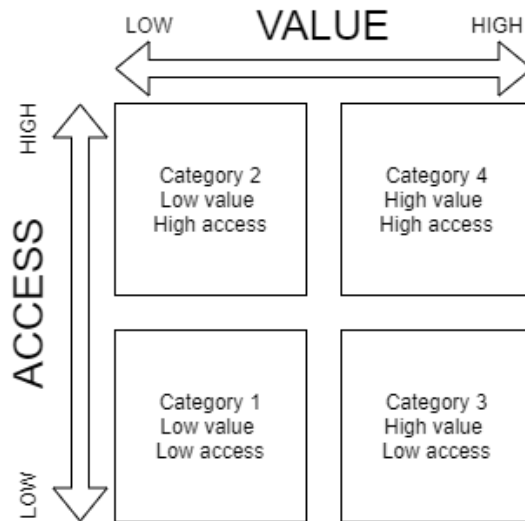 LOW
VALUE
HIGH
HIGH
ACCESS
LOW
Category 2
Low value
High access
Category 4
High value
High access
Category 1
Low value
Low access
Category 3
High value
Low access